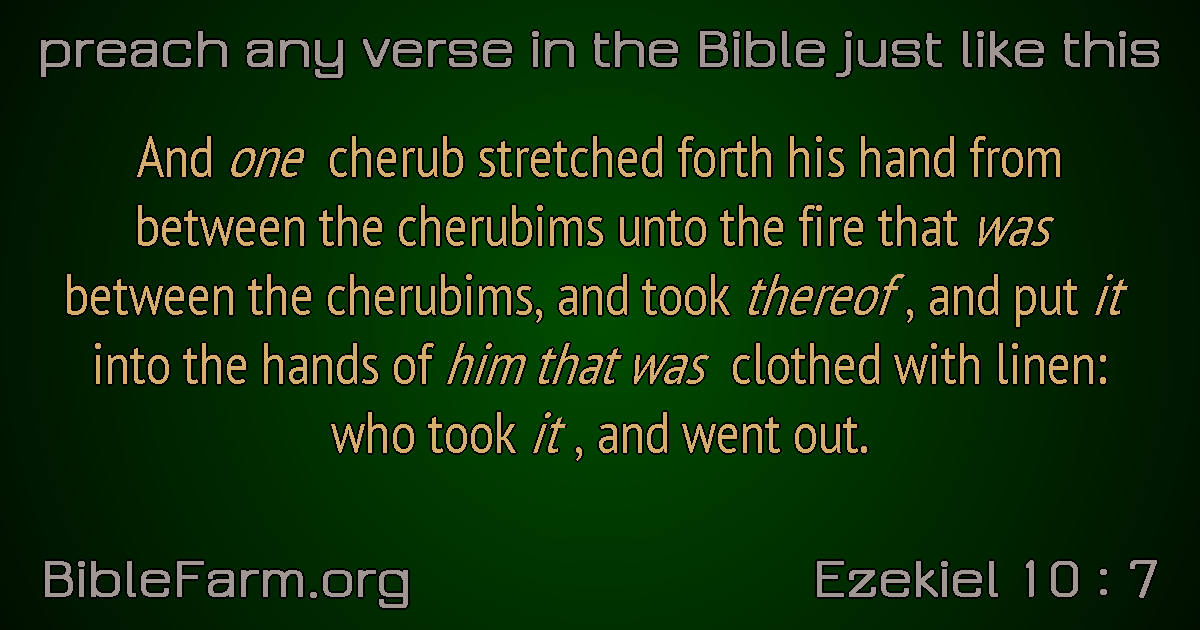 preach any verse in the Bible just like this
And one cherub stretched forth his hand from
between the cherubims unto the fire that was
between the cherubims, and took thereof , and put it
into the hands of him that was clothed with linen:
who took it , and went out.
BibleFarm.org
Ezekiel 10 : 7